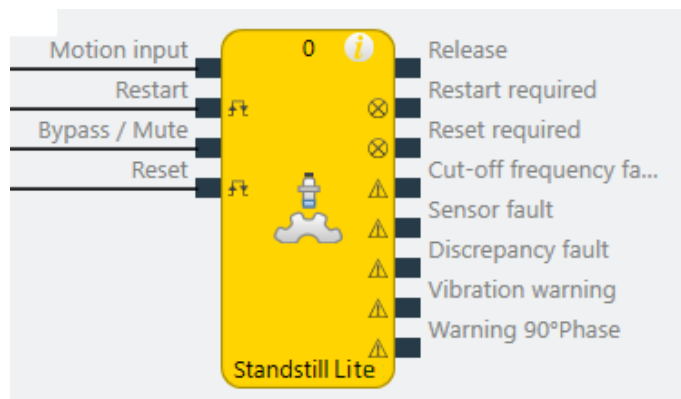 Motion input
Restart
Bypass / Mute
Reset
0
i
Release
Restart required
Reset required
Cut-off frequency fa...
Sensor fault
Discrepancy fault
Vibration warning
Warning 90°Phase
Standstill Lite